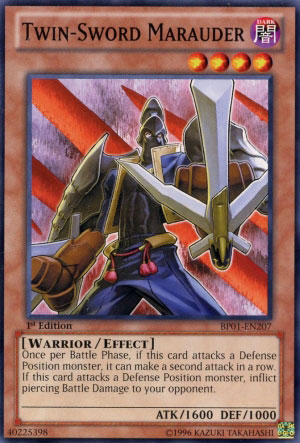 TWIN-SWORD MARAUDER
DARK
闇
1st Edition
BP01-EN207
[WARRIOR/EFFECT]
Once per Battle Phase, if this card attacks a Defense
Position monster, it can make a second attack in a row.
If this card attacks a Defense Position monster, inflict
piercing Battle Damage to your opponent.
ATK/1600 DEF/1000
40225398
©1996 KAZUKI TAKAHASHI